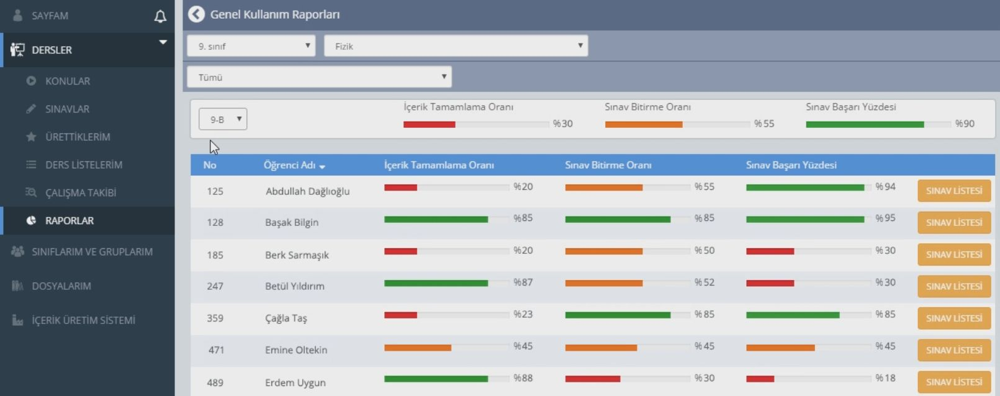 SAYFAM
DERSLER
KONULAR
SINAVLAR
ÜRETTİKLERİM
DERS LİSTELERİM
ÇALIŞMA TAKİBİ
RAPORLAR
SINIFLARIM VE GRUPLARIM
DOSYALARIM
İÇERİK ÜRETİM SİSTEMİ
Genel Kullanım Raporları
9. sınıf Fizik
Tümü
9-B
İçerik Tamamlama Oranı Sınav Bitirme Oranı Sınav Başarı Yüzdesi
%30 %55 %90
No Öğrenci Adı İçerik Tamamlama Oranı Sınav Bitirme Oranı Sınav Başarı Yüzdesi
125 Abdullah Dağlıoğlu %20 %55 %94 SINAV LİSTESİ
128 Başak Bilgin %85 %85 %95 SINAV LİSTESİ
185 Berk Sarmaşık %20 %50 %30 SINAV LİSTESİ
247 Betül Yıldırım %87 %52 %30 SINAV LİSTESİ
359 Çağla Taş %23 %85 %85 SINAV LİSTESİ
471 Emine Oltekin %45 %45 %45 SINAV LİSTESİ
489 Erdem Uygun %88 %30 %18 SINAV LİSTESİ